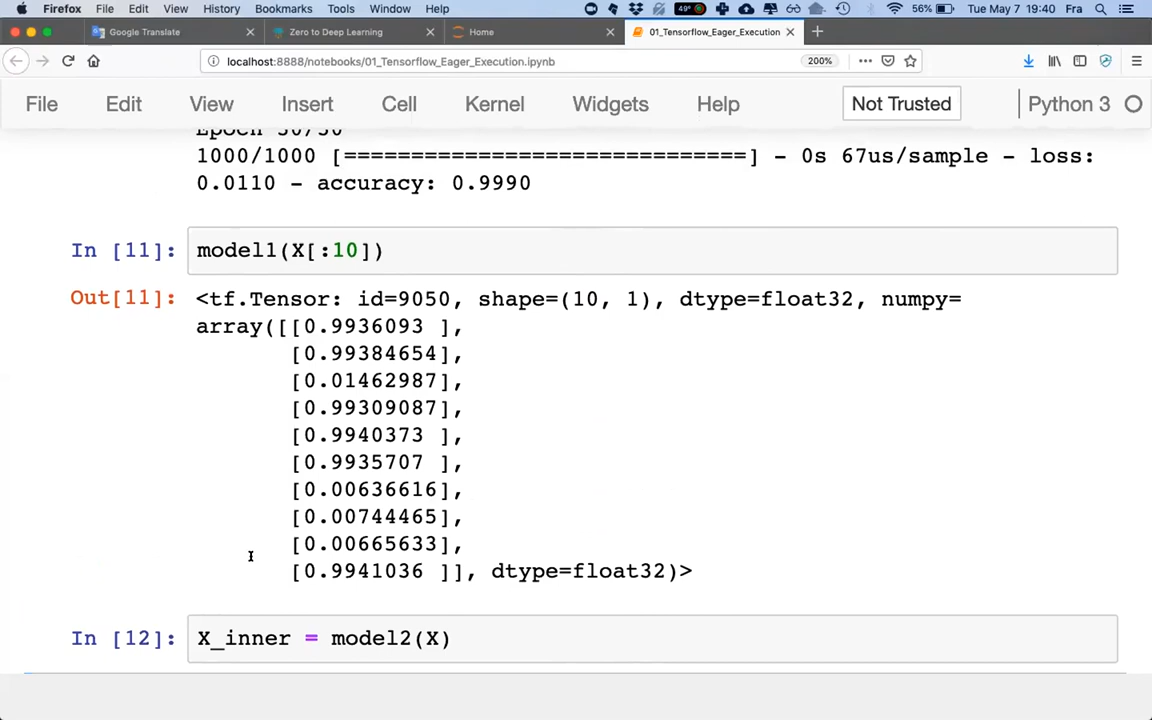 Firefox File Edit View History Bookmarks Tools Window Help 49° 56% Tue May 7 19:40 Fra
Google Translate Zero to Deep Learning Home 01_Tensorflow_Eager_Execution
localhost:8888/notebooks/01_Tensorflow_Eager_Execution.ipynb 200%
File Edit View Insert Cell Kernel Widgets Help Not Trusted Python 3
Epoch 30/30
1000/1000 [==============================] - 0s 67us/sample - loss:
0.0110 - accuracy: 0.9990
In [11]: model1(X[:10])
Out[11]: <tf.Tensor: id=9050, shape=(10, 1), dtype=float32, numpy=
array([[0.9936093 ],
[0.99384654],
[0.01462987],
[0.99309087],
[0.9940373 ],
[0.9935707 ],
[0.00636616],
[0.00744465],
[0.00665633],
[0.9941036 ]], dtype=float32)>
In [12]: X_inner = model2(X)